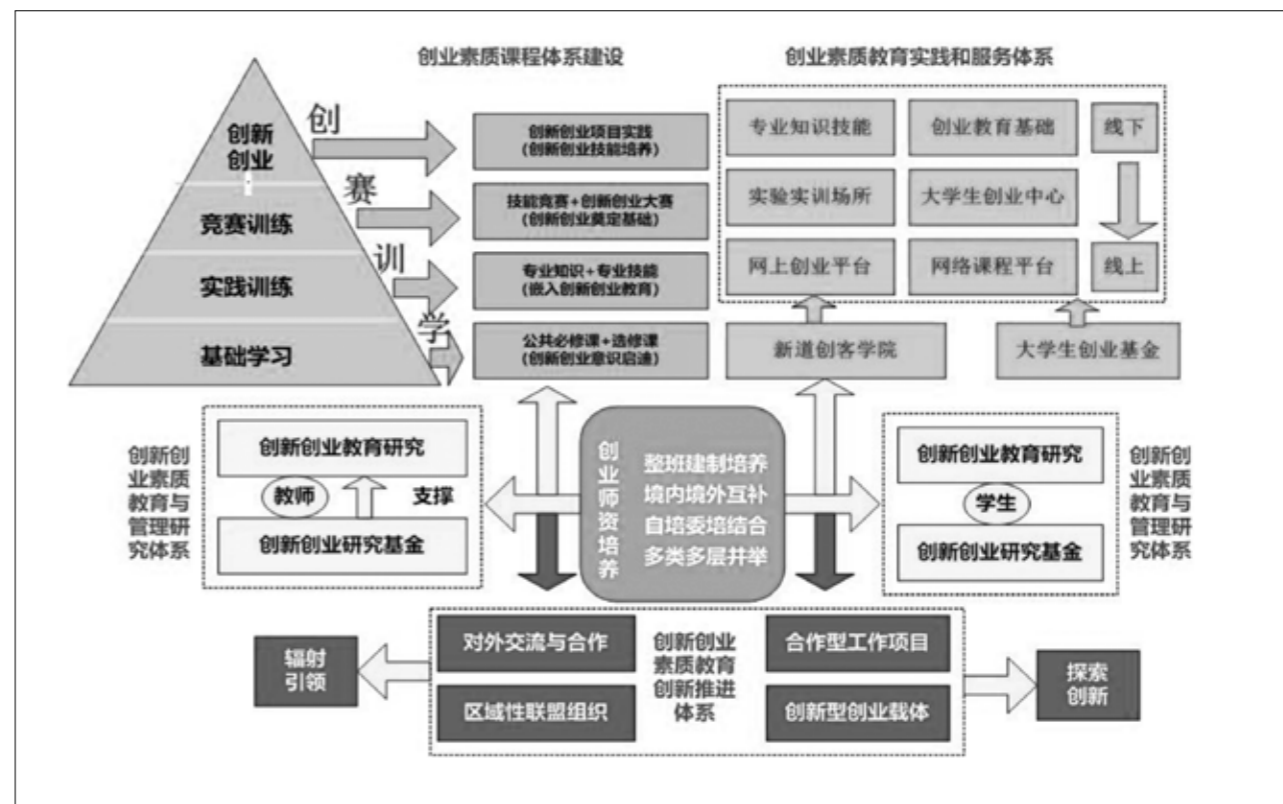 创业素质课程体系建设
创业素质教育实践和服务体系
创新
创业
竞赛训练
实践训练
基础学习
创
赛
训
学
创新创业项目实践
(创新创业技能培养)
技能竞赛+创新创业大赛
(创新创业奠定基础)
专业知识+专业技能
(嵌入创新创业教育)
公共必修课+选修课
(创新创业意识启迪)
专业知识技能
创业教育基础
线下
实验实训场所
大学生创业中心
网上创业平台
网络课程平台
线上
新道创客学院
大学生创业基金
创新创
业素质
教育与
管理研
究体系
创新创业教育研究
教师
支撑
创新创业研究基金
创业师资培养
整班建制培养
境内境外互补
自培委培结合
多类多层并举
创新创业教育研究
学生
创新创业研究基金
创新创
业素质
教育与
管理研
究体系
辐射
引领
对外交流与合作
区域性联盟组织
创新创业
素质教育
创新推进
体系
合作型工作项目
创新型创业载体
探索
创新